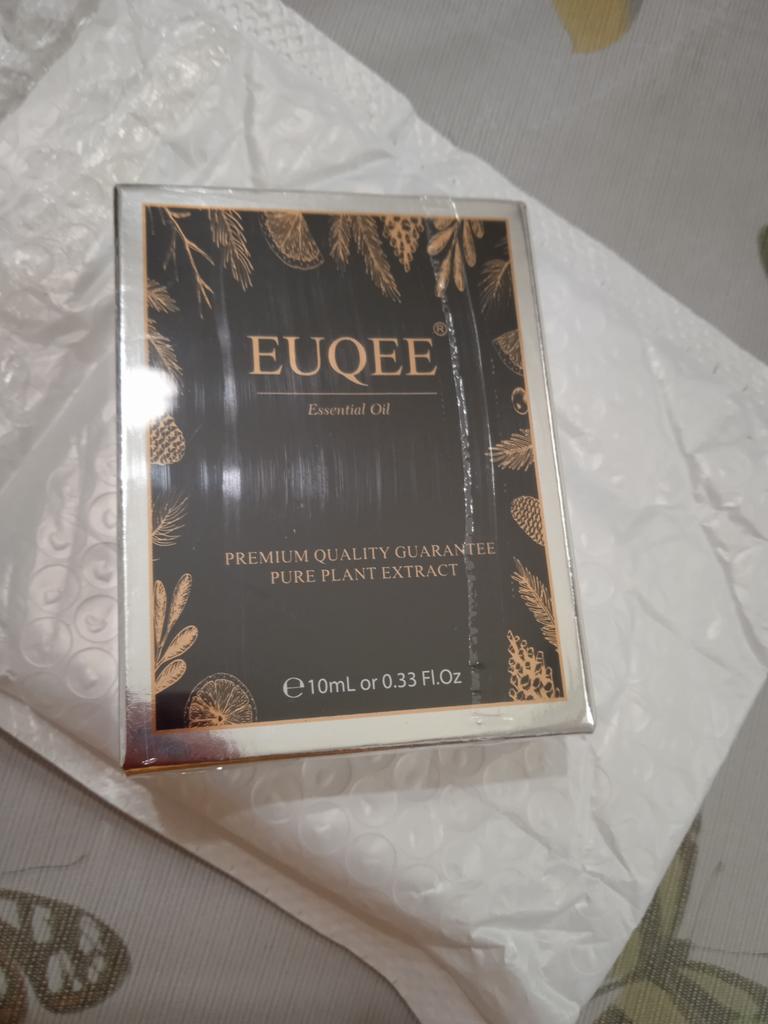 EUQEE®
Essential Oil
PREMIUM QUALITY GUARANTEE
PURE PLANT EXTRACT
℮10mL or 0.33 Fl.Oz